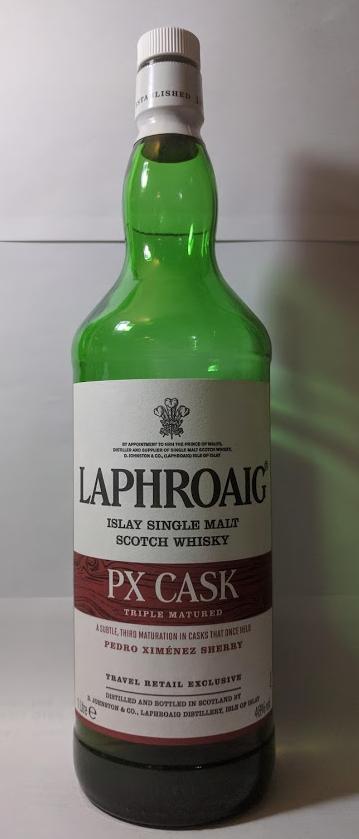 ESTABLISHED
BY APPOINTMENT TO HRH THE PRINCE OF WALES,
DISTILLER AND SUPPLIER OF SINGLE MALT SCOTCH WHISKY,
D. JOHNSTON & CO., (LAPHROAIG) ISLE OF ISLAY
LAPHROAIG®
ISLAY SINGLE MALT
SCOTCH WHISKY
PX CASK
TRIPLE MATURED
A SUBTLE, THIRD MATURATION IN CASKS THAT ONCE HELD
PEDRO XIMÉNEZ SHERRY
TRAVEL RETAIL EXCLUSIVE
DISTILLED AND BOTTLED IN SCOTLAND BY
D. JOHNSTON & CO., LAPHROAIG DISTILLERY, ISLE OF ISLAY
1 Litre ℮